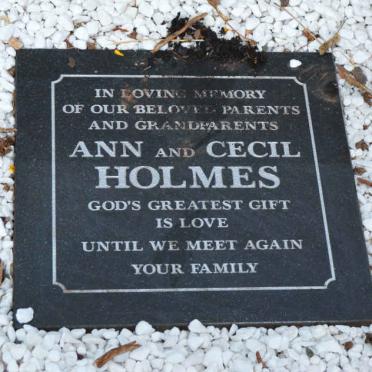 IN LOVING MEMORY
OF OUR BELOVED PARENTS
AND GRANDPARENTS
ANN AND CECIL
HOLMES
GOD'S GREATEST GIFT
IS LOVE
UNTIL WE MEET AGAIN
YOUR FAMILY